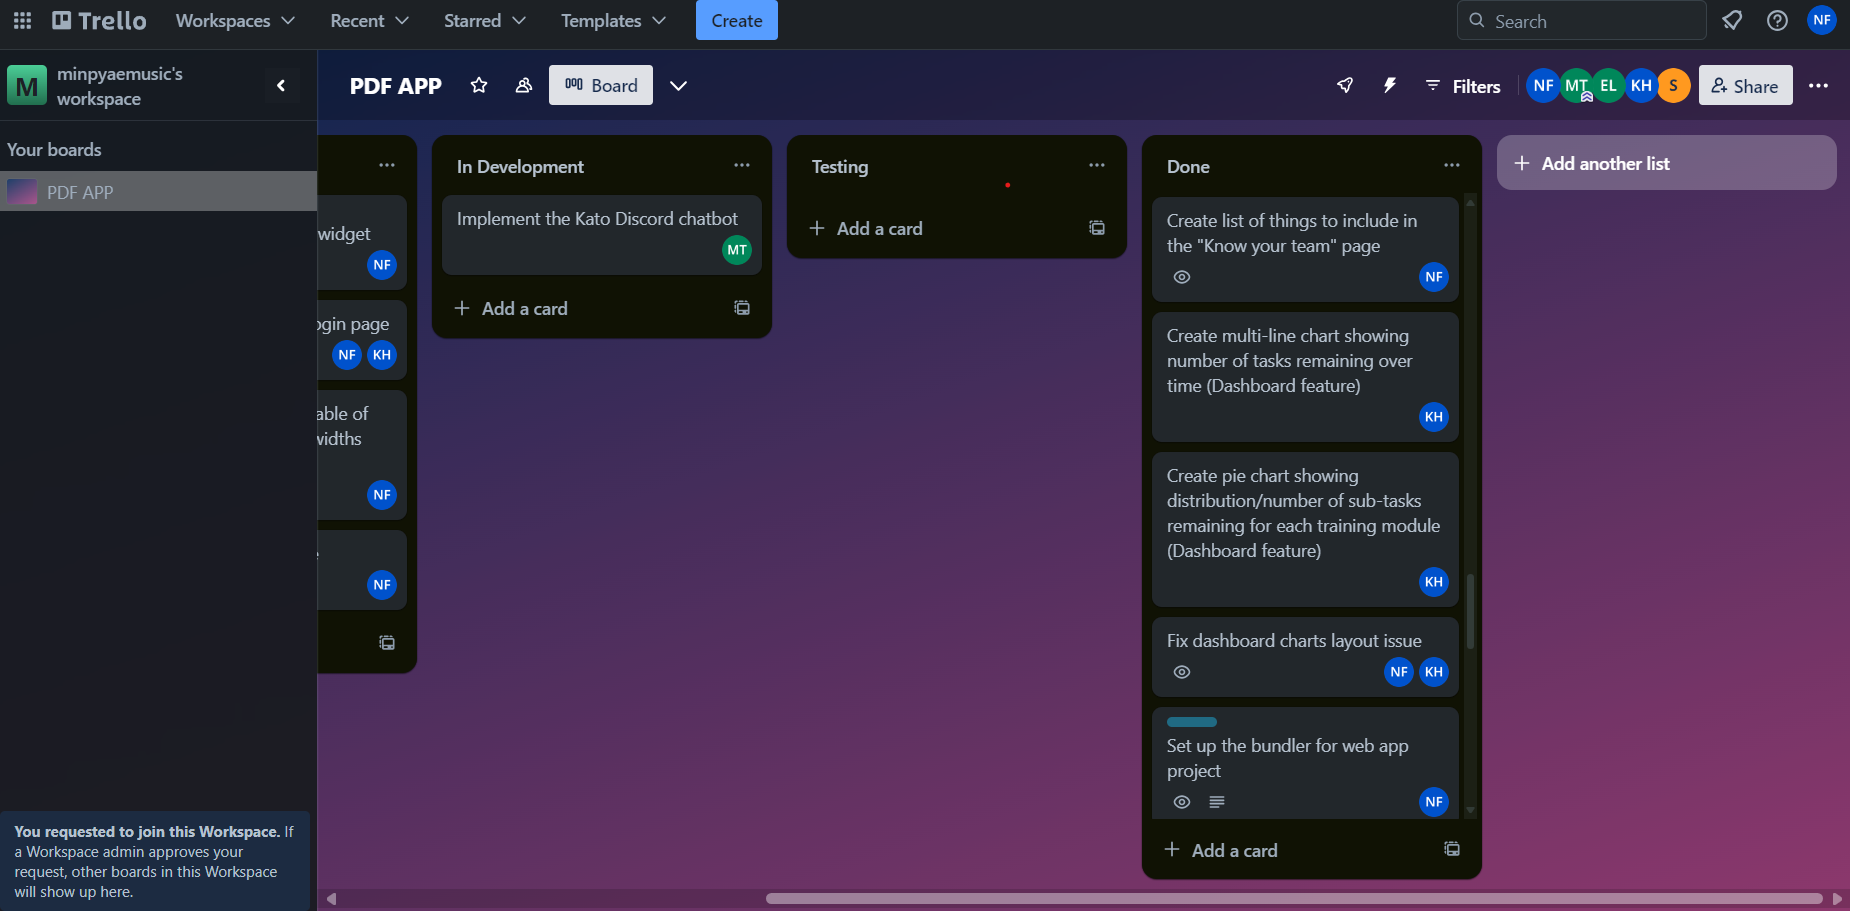 Trello
Workspaces
Recent
Starred
Templates
Create
Search
NF
M
minpyaemusic's
workspace
PDF APP
Board
Filters
NF
MT
EL
KH
S
Share
Your boards
PDF APP
widget
NF
ogin page
NF
KH
able of
widths
NF
NF
In Development
Implement the Kato Discord chatbot
MT
+ Add a card
Testing
+ Add a card
Done
Create list of things to include in
the "Know your team" page
NF
Create multi-line chart showing
number of tasks remaining over
time (Dashboard feature)
KH
Create pie chart showing
distribution/number of sub-tasks
remaining for each training module
(Dashboard feature)
KH
Fix dashboard charts layout issue
NF
KH
Set up the bundler for web app
project
NF
+ Add a card
+ Add another list
You requested to join this Workspace. If
a Workspace admin approves your
request, other boards in this Workspace
will show up here.